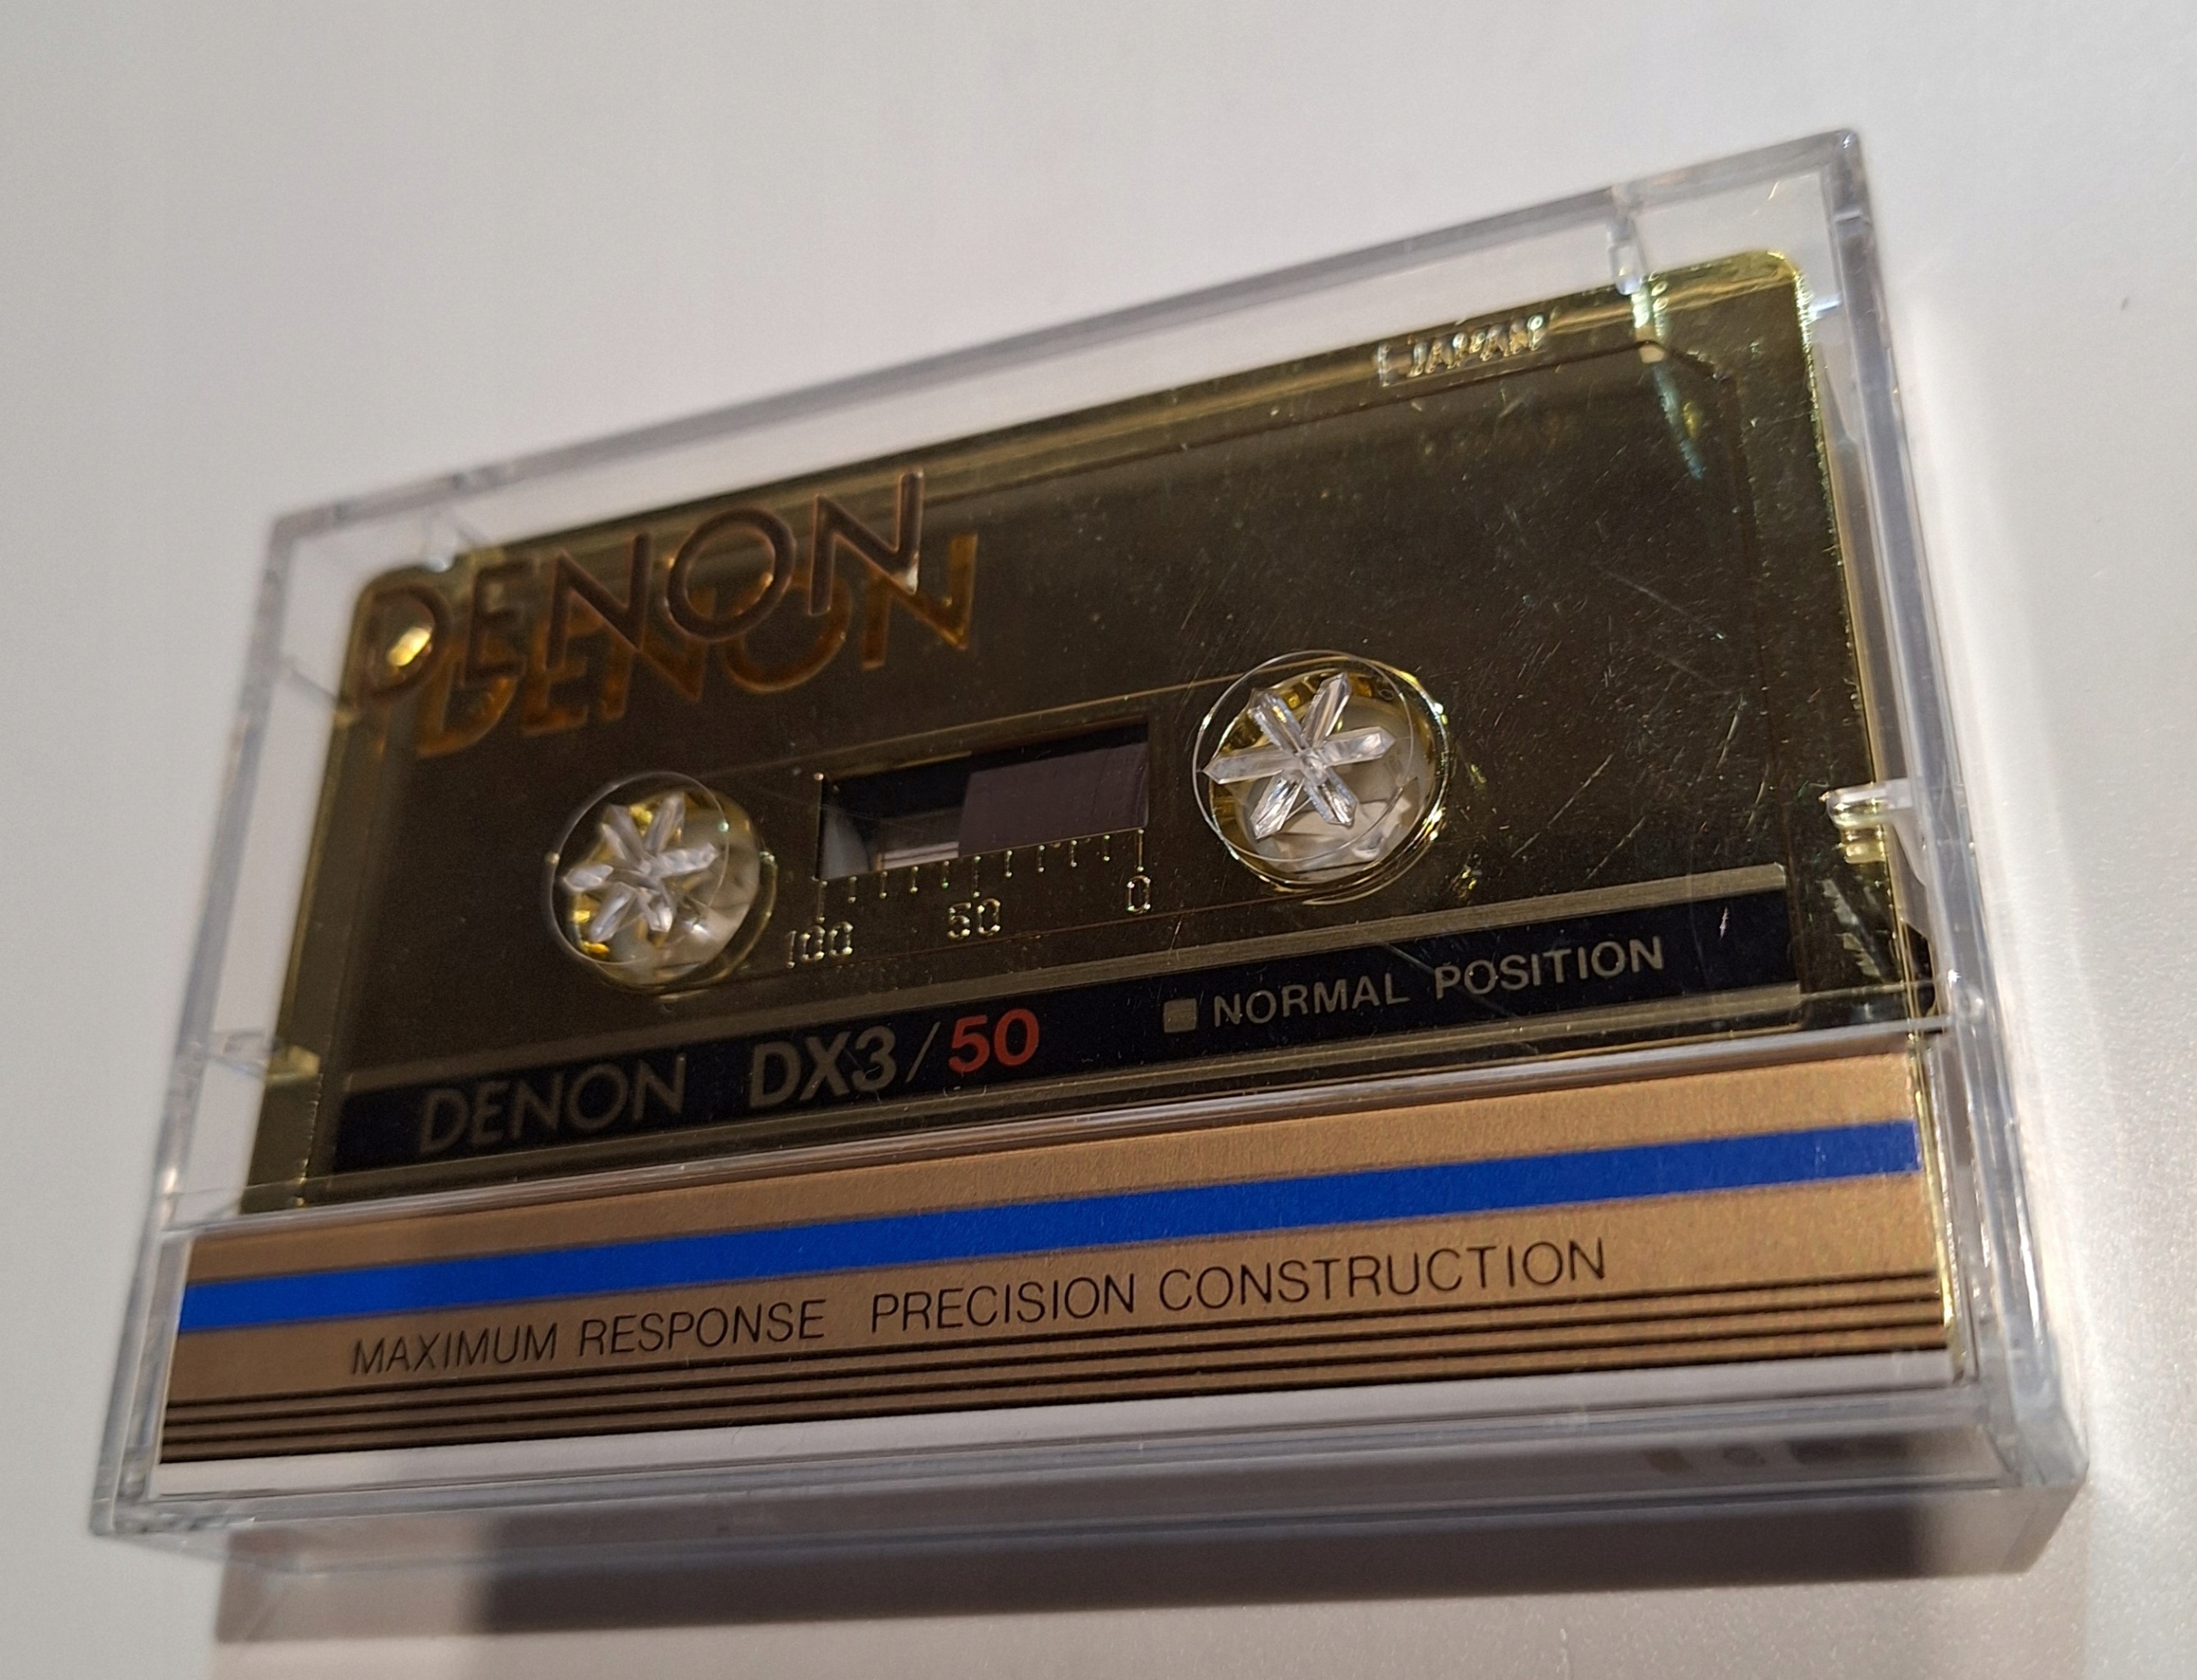 JAPAN
DENON
100 50 0
DENON DX3/50 NORMAL POSITION
MAXIMUM RESPONSE PRECISION CONSTRUCTION